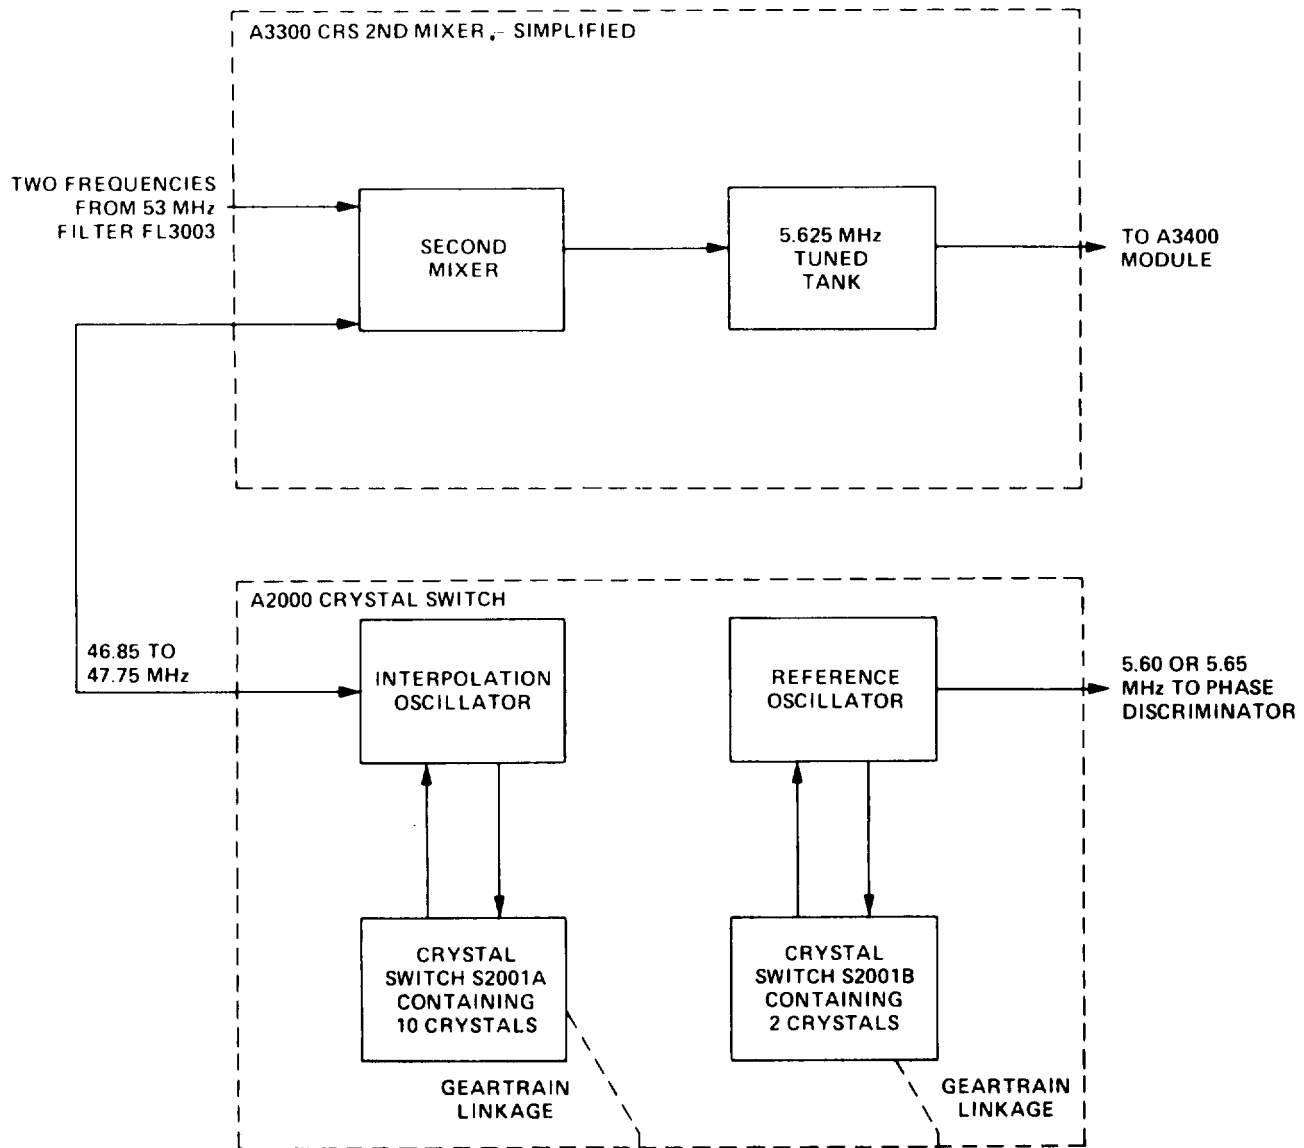 A3300 CRS 2ND MIXER.- SIMPLIFIED
TWO FREQUENCIES
FROM 53 MHz
FILTER FL3003
SECOND
MIXER
5.625 MHz
TUNED
TANK
TO A3400
MODULE
A2000 CRYSTAL SWITCH
46.85 TO
47.75 MHz
INTERPOLATION
OSCILLATOR
REFERENCE
OSCILLATOR
5.60 OR 5.65
MHz TO PHASE
DISCRIMINATOR
CRYSTAL
SWITCH S2001A
CONTAINING
10 CRYSTALS
CRYSTAL
SWITCH S2001B
CONTAINING
2 CRYSTALS
GEARTRAIN
LINKAGE
GEARTRAIN
LINKAGE